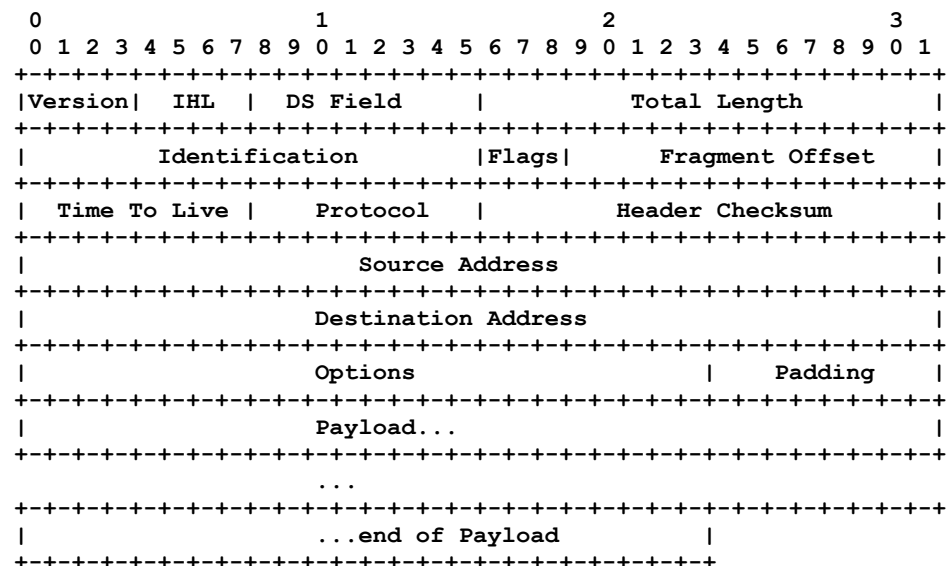 0                   1                   2                   3
 0 1 2 3 4 5 6 7 8 9 0 1 2 3 4 5 6 7 8 9 0 1 2 3 4 5 6 7 8 9 0 1
+-+-+-+-+-+-+-+-+-+-+-+-+-+-+-+-+-+-+-+-+-+-+-+-+-+-+-+-+-+-+-+-+
|Version|  IHL  |  DS Field     |          Total Length         |
+-+-+-+-+-+-+-+-+-+-+-+-+-+-+-+-+-+-+-+-+-+-+-+-+-+-+-+-+-+-+-+-+
|         Identification        |Flags|      Fragment Offset    |
+-+-+-+-+-+-+-+-+-+-+-+-+-+-+-+-+-+-+-+-+-+-+-+-+-+-+-+-+-+-+-+-+
|  Time To Live |    Protocol   |         Header Checksum       |
+-+-+-+-+-+-+-+-+-+-+-+-+-+-+-+-+-+-+-+-+-+-+-+-+-+-+-+-+-+-+-+-+
|                       Source Address                          |
+-+-+-+-+-+-+-+-+-+-+-+-+-+-+-+-+-+-+-+-+-+-+-+-+-+-+-+-+-+-+-+-+
|                    Destination Address                        |
+-+-+-+-+-+-+-+-+-+-+-+-+-+-+-+-+-+-+-+-+-+-+-+-+-+-+-+-+-+-+-+-+
|                    Options                    |    Padding    |
+-+-+-+-+-+-+-+-+-+-+-+-+-+-+-+-+-+-+-+-+-+-+-+-+-+-+-+-+-+-+-+-+
|                    Payload...                                 |
+-+-+-+-+-+-+-+-+-+-+-+-+-+-+-+-+-+-+-+-+-+-+-+-+-+-+-+-+-+-+-+-+
                     ...
+-+-+-+-+-+-+-+-+-+-+-+-+-+-+-+-+-+-+-+-+-+-+-+-+-+-+-+-+-+-+-+-+
|                    ...end of Payload          |
+-+-+-+-+-+-+-+-+-+-+-+-+-+-+-+-+-+-+-+-+-+-+-+-+